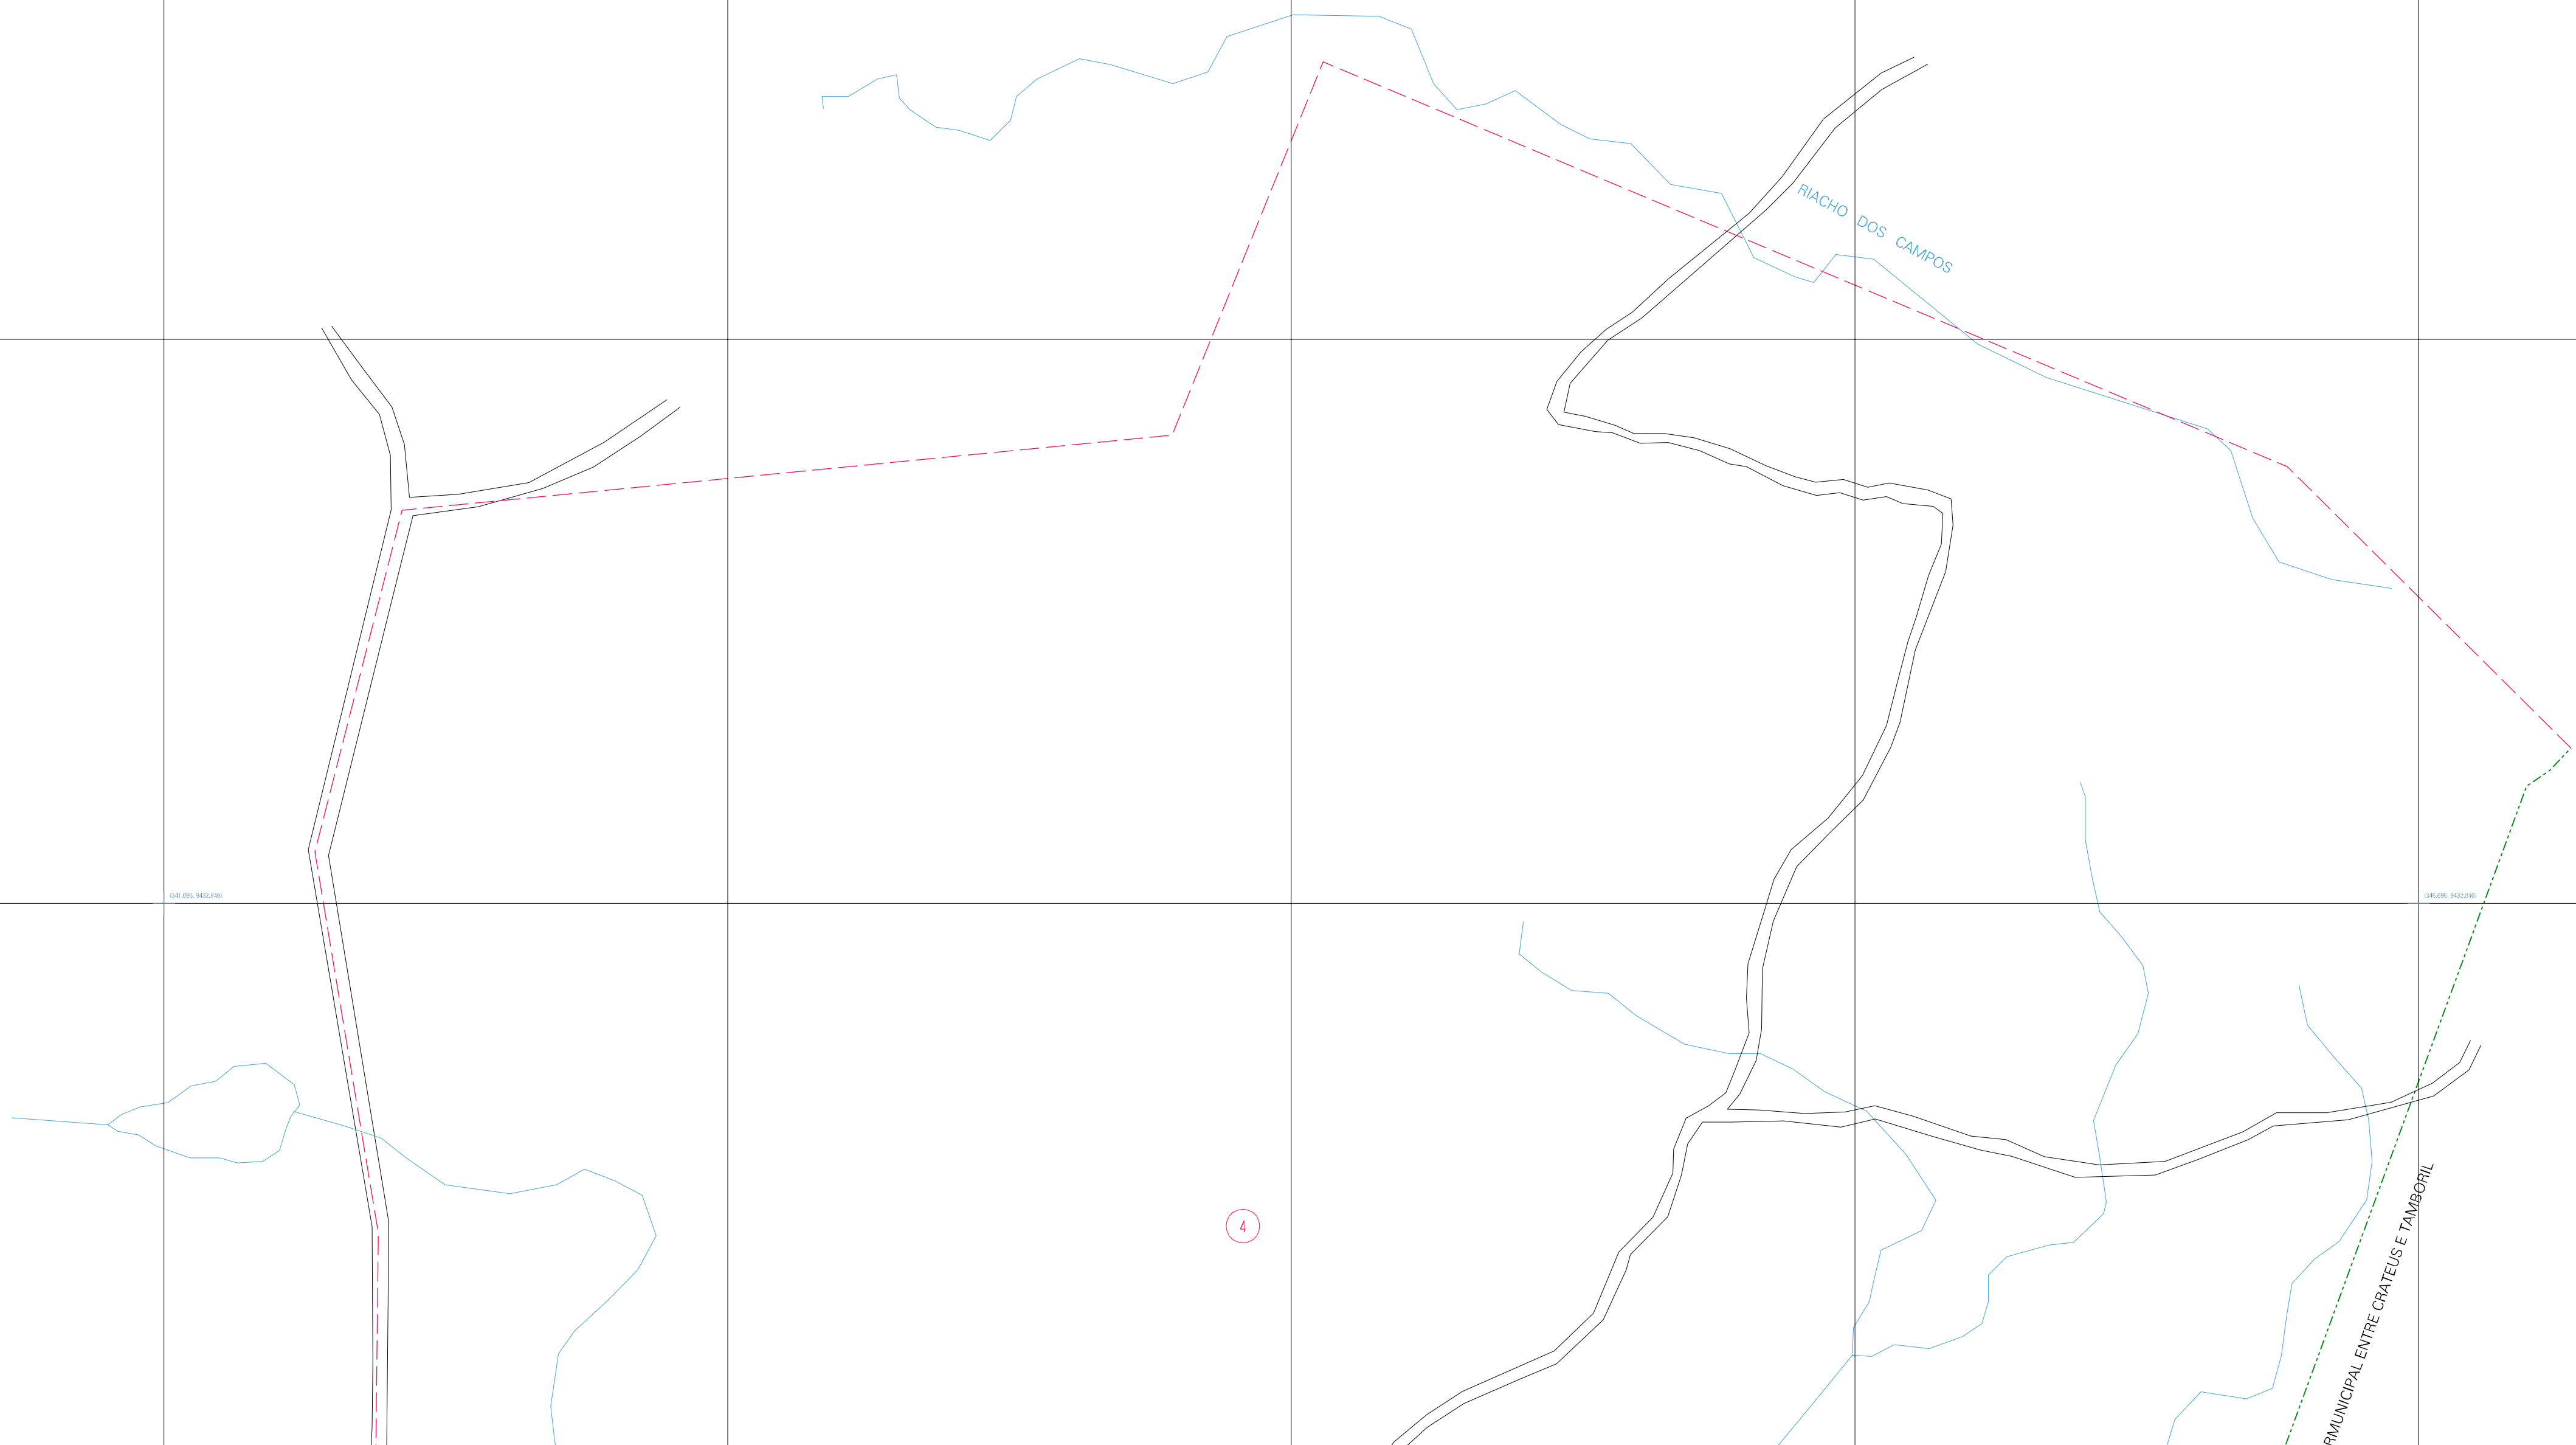 RIACHO DOS CAMPOS
(341.696, 9432.846)
(345.696, 9432.846)
4
RMUNICIPAL ENTRE CRATEUS E TAMBORIL